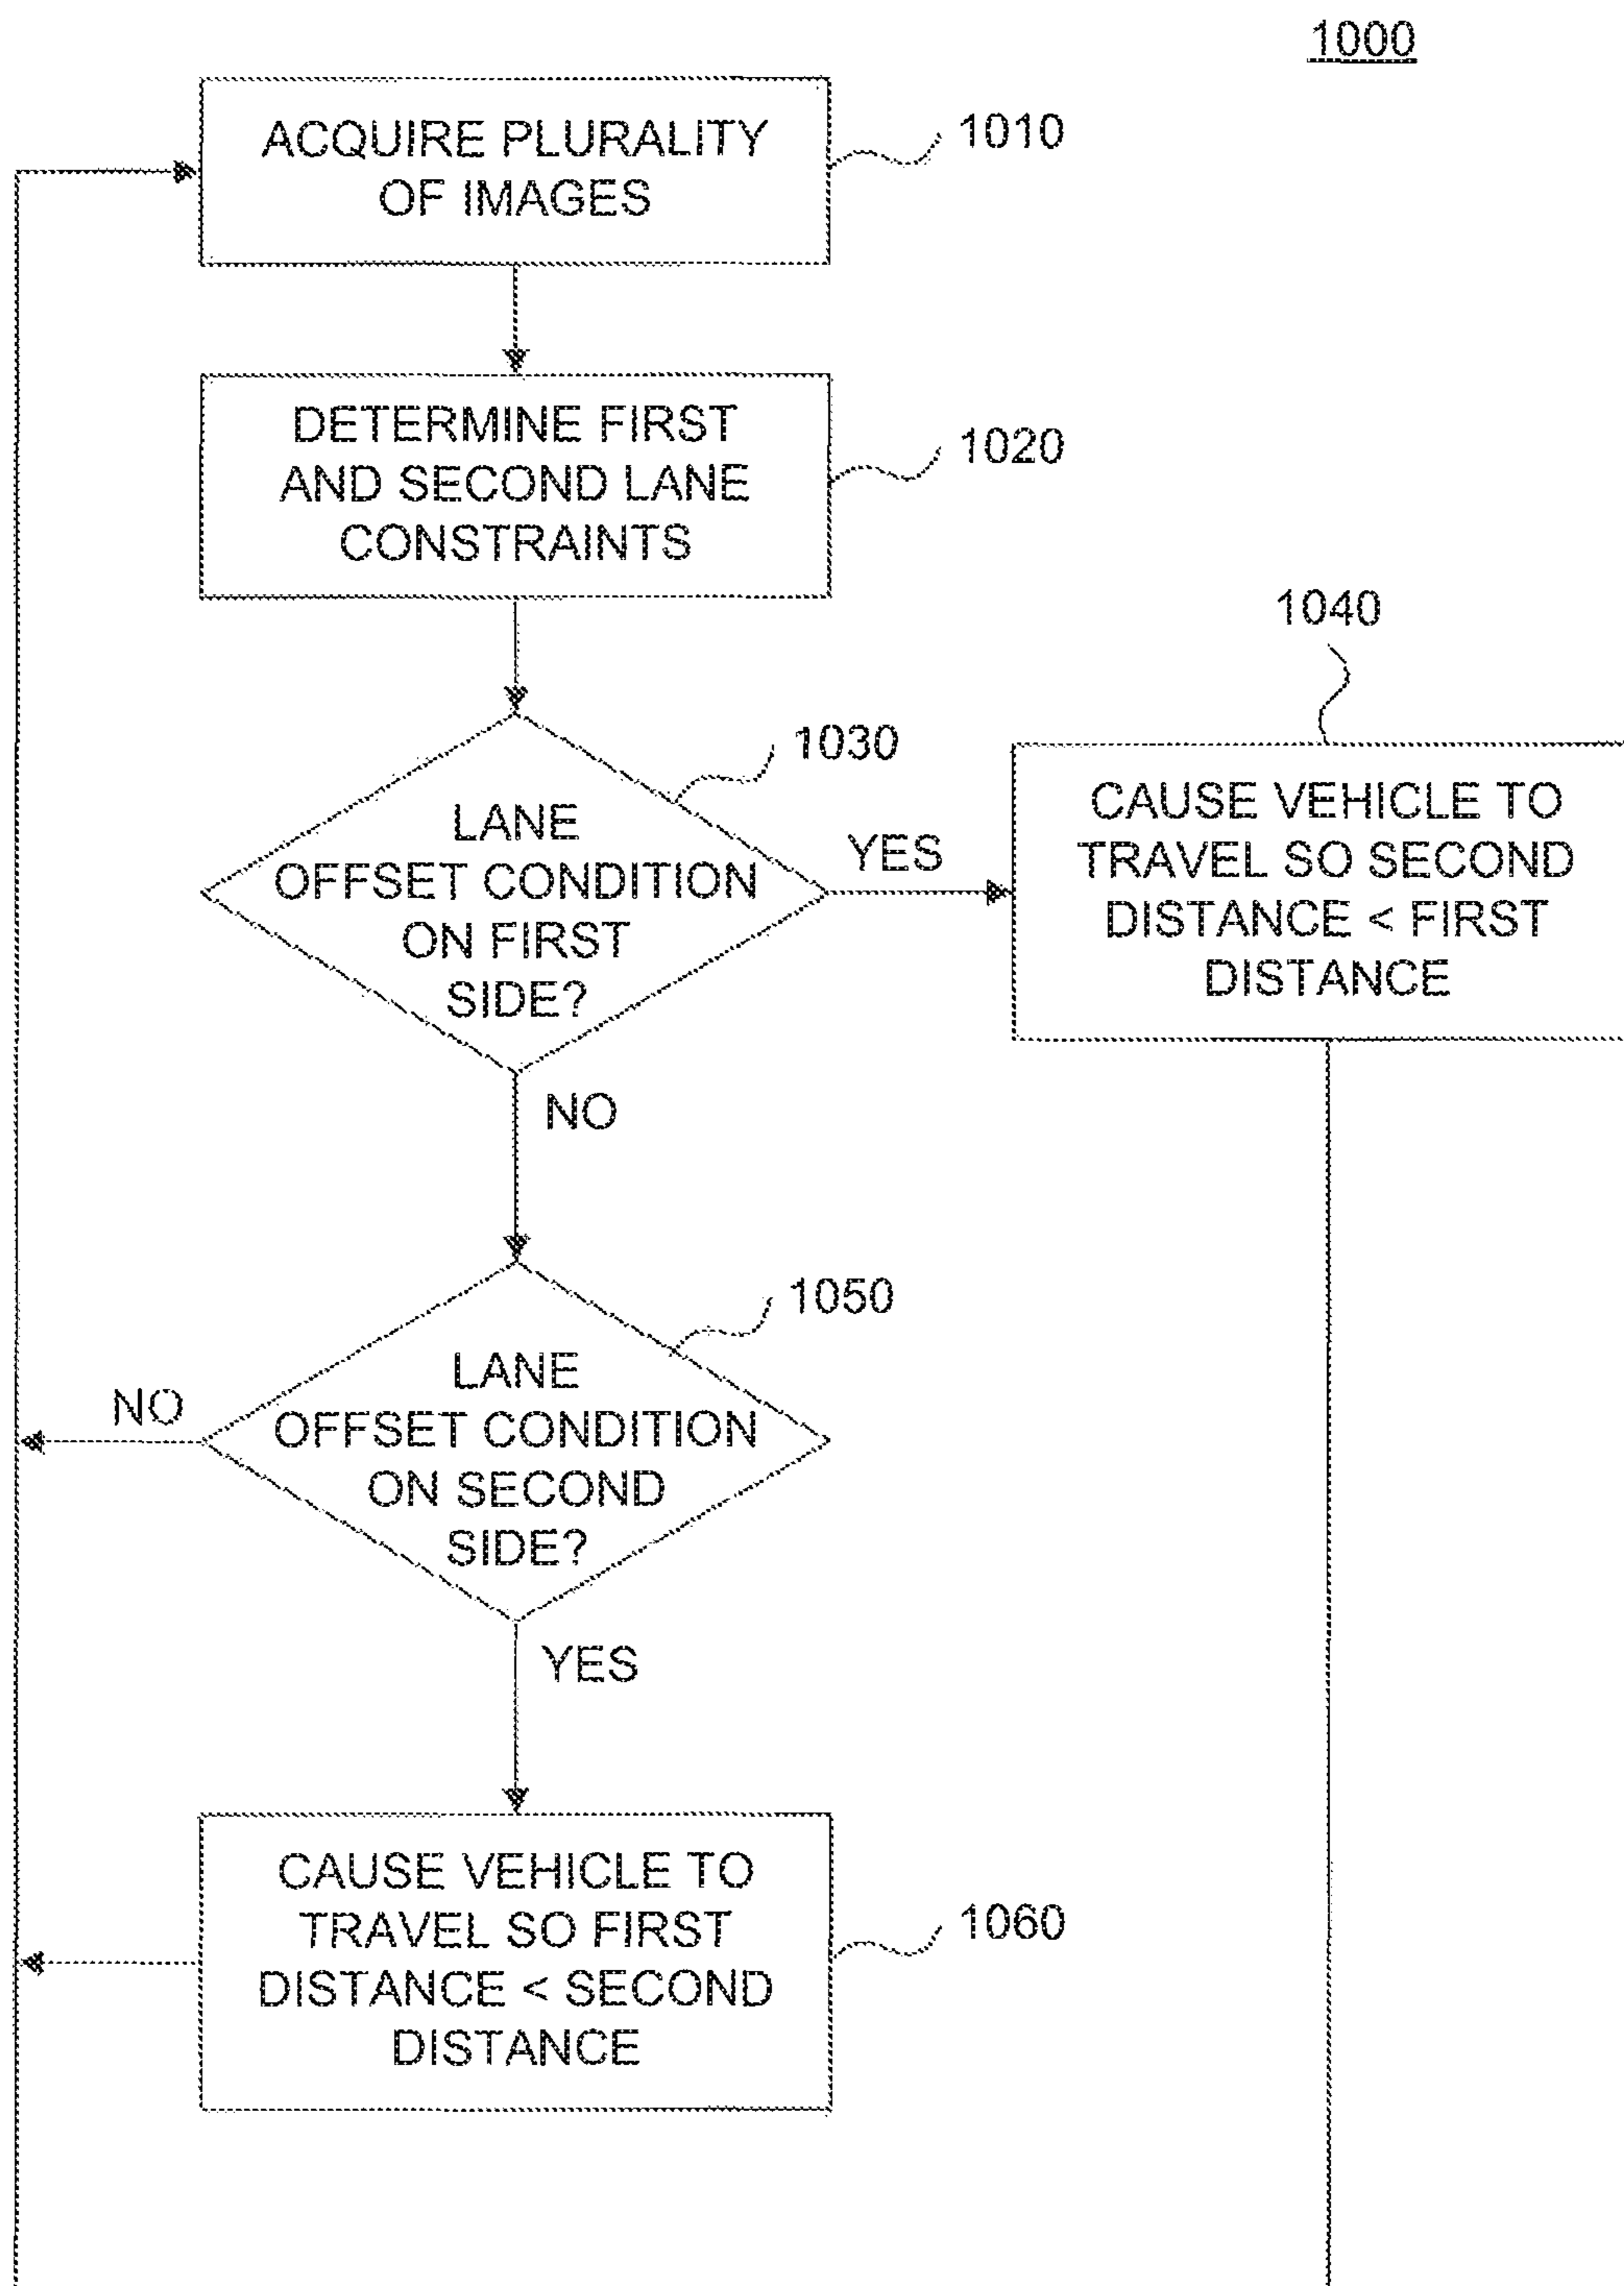 1000
ACQUIRE PLURALITY
OF IMAGES
1010
DETERMINE FIRST
AND SECOND LANE
CONSTRAINTS
1020
1030
LANE
OFFSET CONDITION
ON FIRST
SIDE?
YES
1040
CAUSE VEHICLE TO
TRAVEL SO SECOND
DISTANCE < FIRST
DISTANCE
NO
1050
LANE
OFFSET CONDITION
ON SECOND
SIDE?
NO
YES
CAUSE VEHICLE TO
TRAVEL SO FIRST
DISTANCE < SECOND
DISTANCE
1060